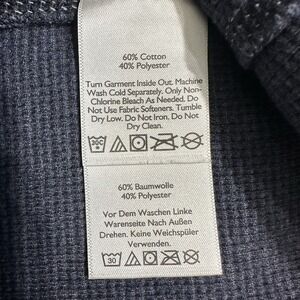 60% Cotton
40% Polyester
Turn Garment Inside Out. Machine
Wash Cold Separately. Only Non-
Chlorine Bleach As Needed. Do
Not Use Fabric Softeners. Tumble
Dry Low. Do Not Iron. Do Not
Dry Clean.
60% Baumwolle
40% Polyester
Vor Dem Waschen Linke
Warenseite Nach Außen
Drehen. Keine Weichspüler
Verwenden.
30